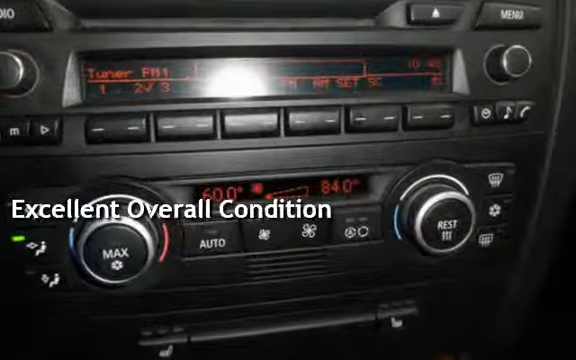 MENU
10:45
Tuner FM1
1 . 2√ 3 FM AM SET SC
m
60.0° 84.0°
Excellent Overall Condition
MAX AUTO REST